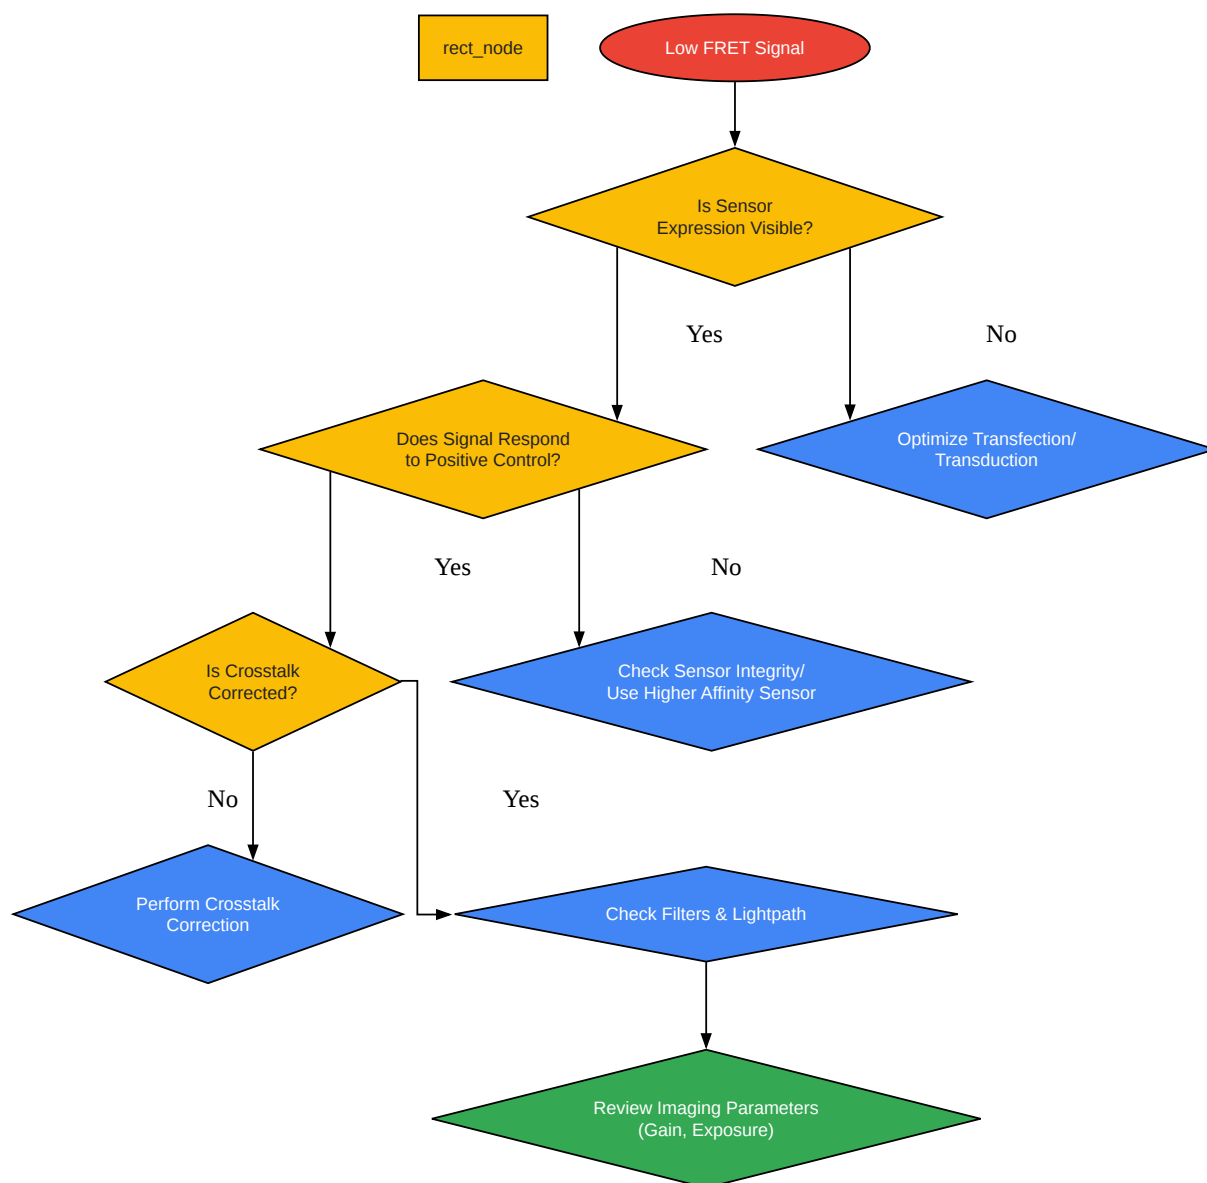 rect_node
Low FRET Signal
Is Sensor
Expression Visible?
Yes
No
Does Signal Respond
to Positive Control?
Optimize Transfection/
Transduction
Yes
No
Is Crosstalk
Corrected?
Check Sensor Integrity/
Use Higher Affinity Sensor
No
Yes
Perform Crosstalk
Correction
Check Filters & Lightpath
Review Imaging Parameters
(Gain, Exposure)